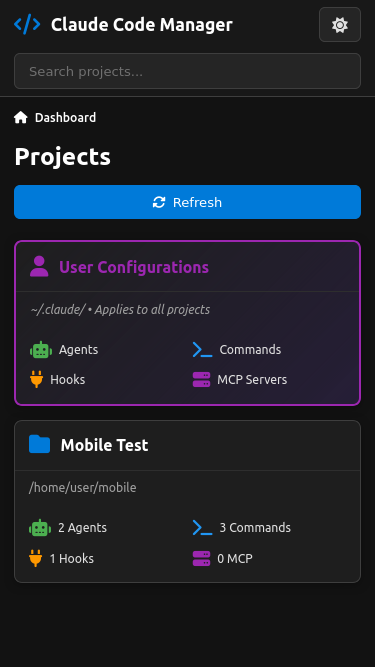 Claude Code Manager
Search projects...
Dashboard
Projects
Refresh
User Configurations
~/.claude/ • Applies to all projects
Agents
Commands
Hooks
MCP Servers
Mobile Test
/home/user/mobile
2 Agents
3 Commands
1 Hooks
0 MCP